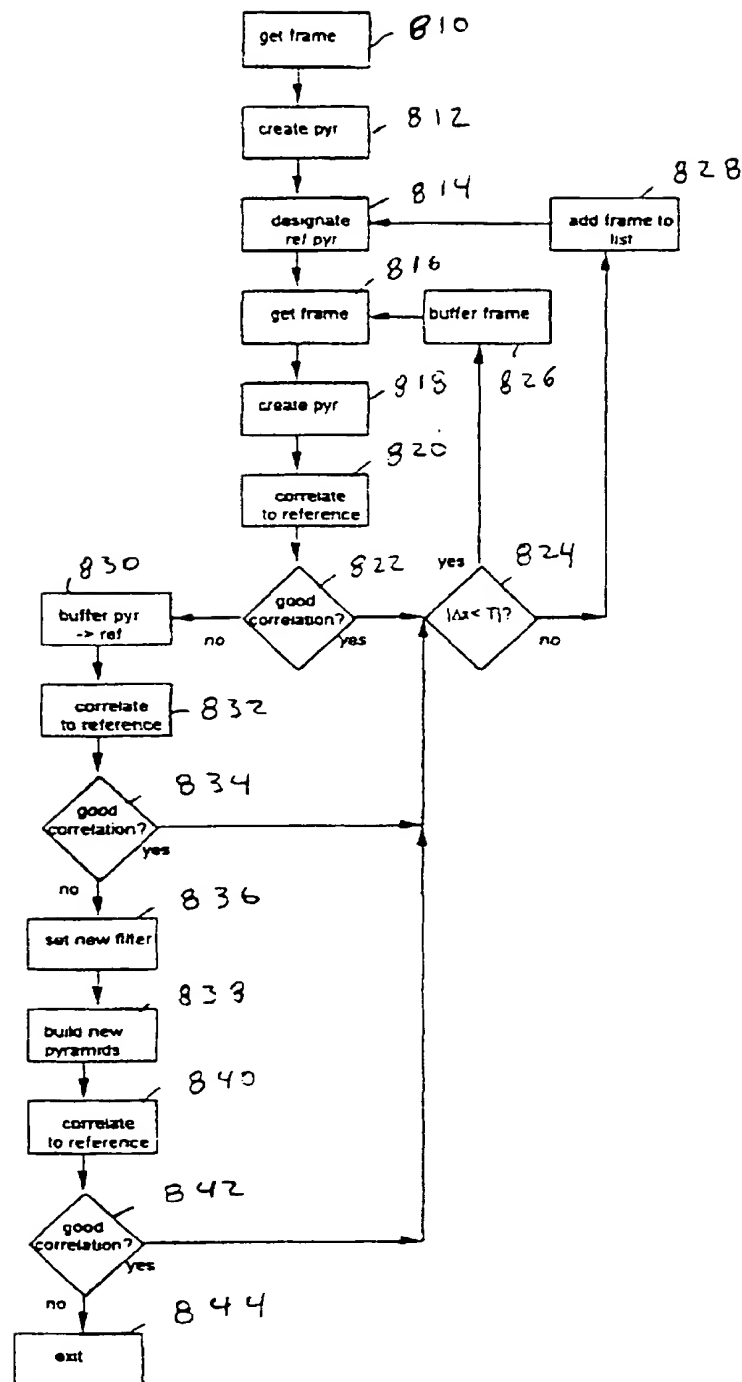 get frame
810
create pyr
812
designate
ref pyr
814
add frame to
list
828
get frame
816
buffer frame
826
create pyr
818
correlate
to reference
820
good
correlation?
822
no
yes
|Δx< T|?
824
yes
no
buffer pyr
-> ref
830
correlate
to reference
832
good
correlation?
834
yes
no
set new filter
836
build new
pyramids
838
correlate
to reference
840
good
correlation?
842
yes
no
exit
844